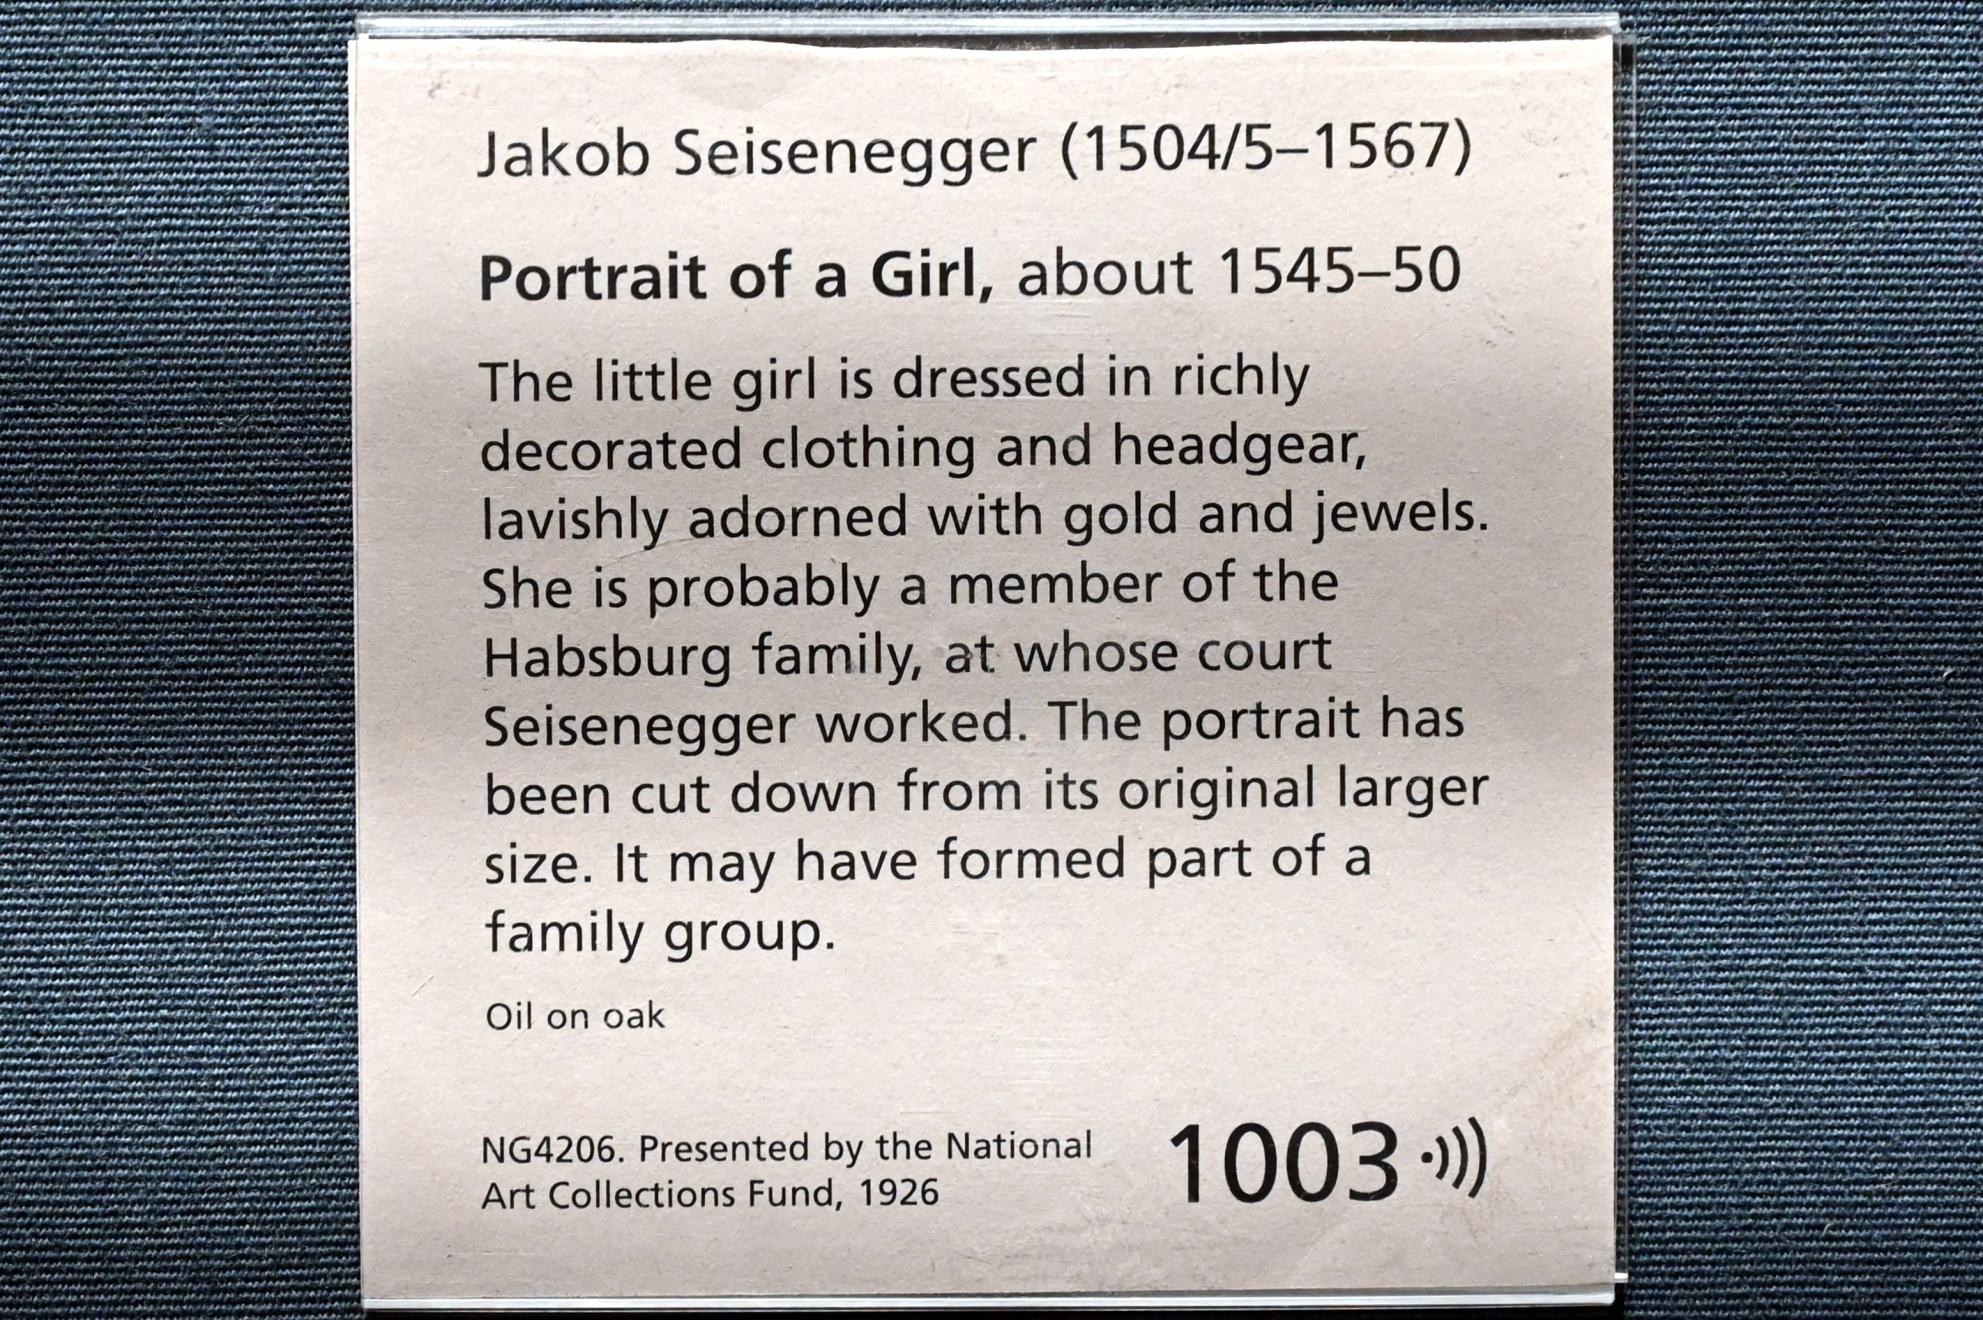 Jakob Seisenegger (1504/5–1567)
Portrait of a Girl, about 1545–50
The little girl is dressed in richly
decorated clothing and headgear,
lavishly adorned with gold and jewels.
She is probably a member of the
Habsburg family, at whose court
Seisenegger worked. The portrait has
been cut down from its original larger
size. It may have formed part of a
family group.
Oil on oak
NG4206. Presented by the National
Art Collections Fund, 1926
1003